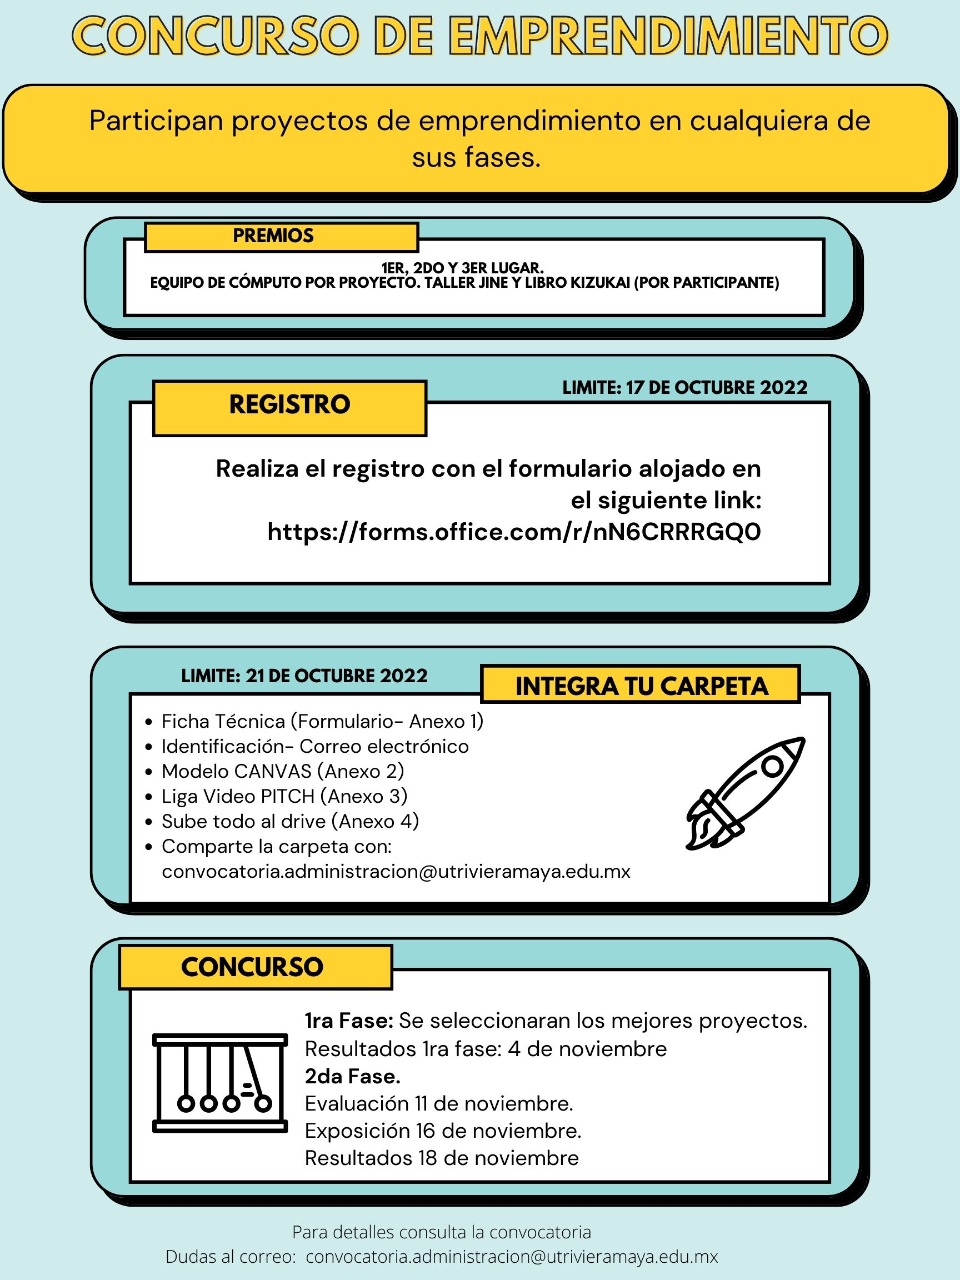 CONCURSO DE EMPRENDIMIENTO
Participan proyectos de emprendimiento en cualquiera de
sus fases.
PREMIOS
1ER, 2DO Y 3ER LUGAR.
EQUIPO DE CÓMPUTO POR PROYECTO. TALLER JINE Y LIBRO KIZUKAI (POR PARTICIPANTE)
LIMITE: 17 DE OCTUBRE 2022
REGISTRO
Realiza el registro con el formulario alojado en
el siguiente link:
https://forms.office.com/r/nN6CRRRGQ0
LIMITE: 21 DE OCTUBRE 2022
INTEGRA TU CARPETA
• Ficha Técnica (Formulario- Anexo 1)
• Identificación- Correo electrónico
• Modelo CANVAS (Anexo 2)
• Liga Video PITCH (Anexo 3)
• Sube todo al drive (Anexo 4)
• Comparte la carpeta con:
convocatoria.administracion@utrivieramaya.edu.mx
CONCURSO
1ra Fase: Se seleccionaran los mejores proyectos.
Resultados 1ra fase: 4 de noviembre
2da Fase.
Evaluación 11 de noviembre.
Exposición 16 de noviembre.
Resultados 18 de noviembre
Para detalles consulta la convocatoria
Dudas al correo: convocatoria.administracion@utrivieramaya.edu.mx